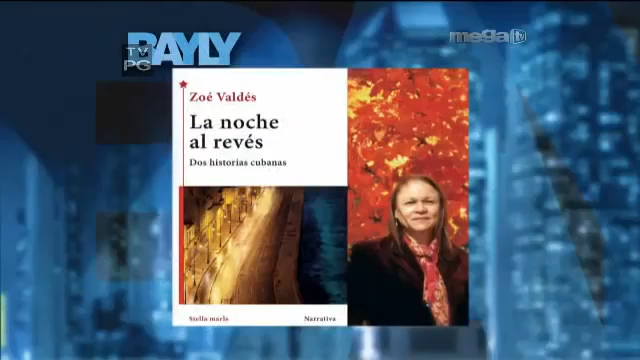 BAYLY
TV
PG
mega tv
Zoé Valdés
La noche
al revés
Dos historias cubanas
Stella maris
Narrativa